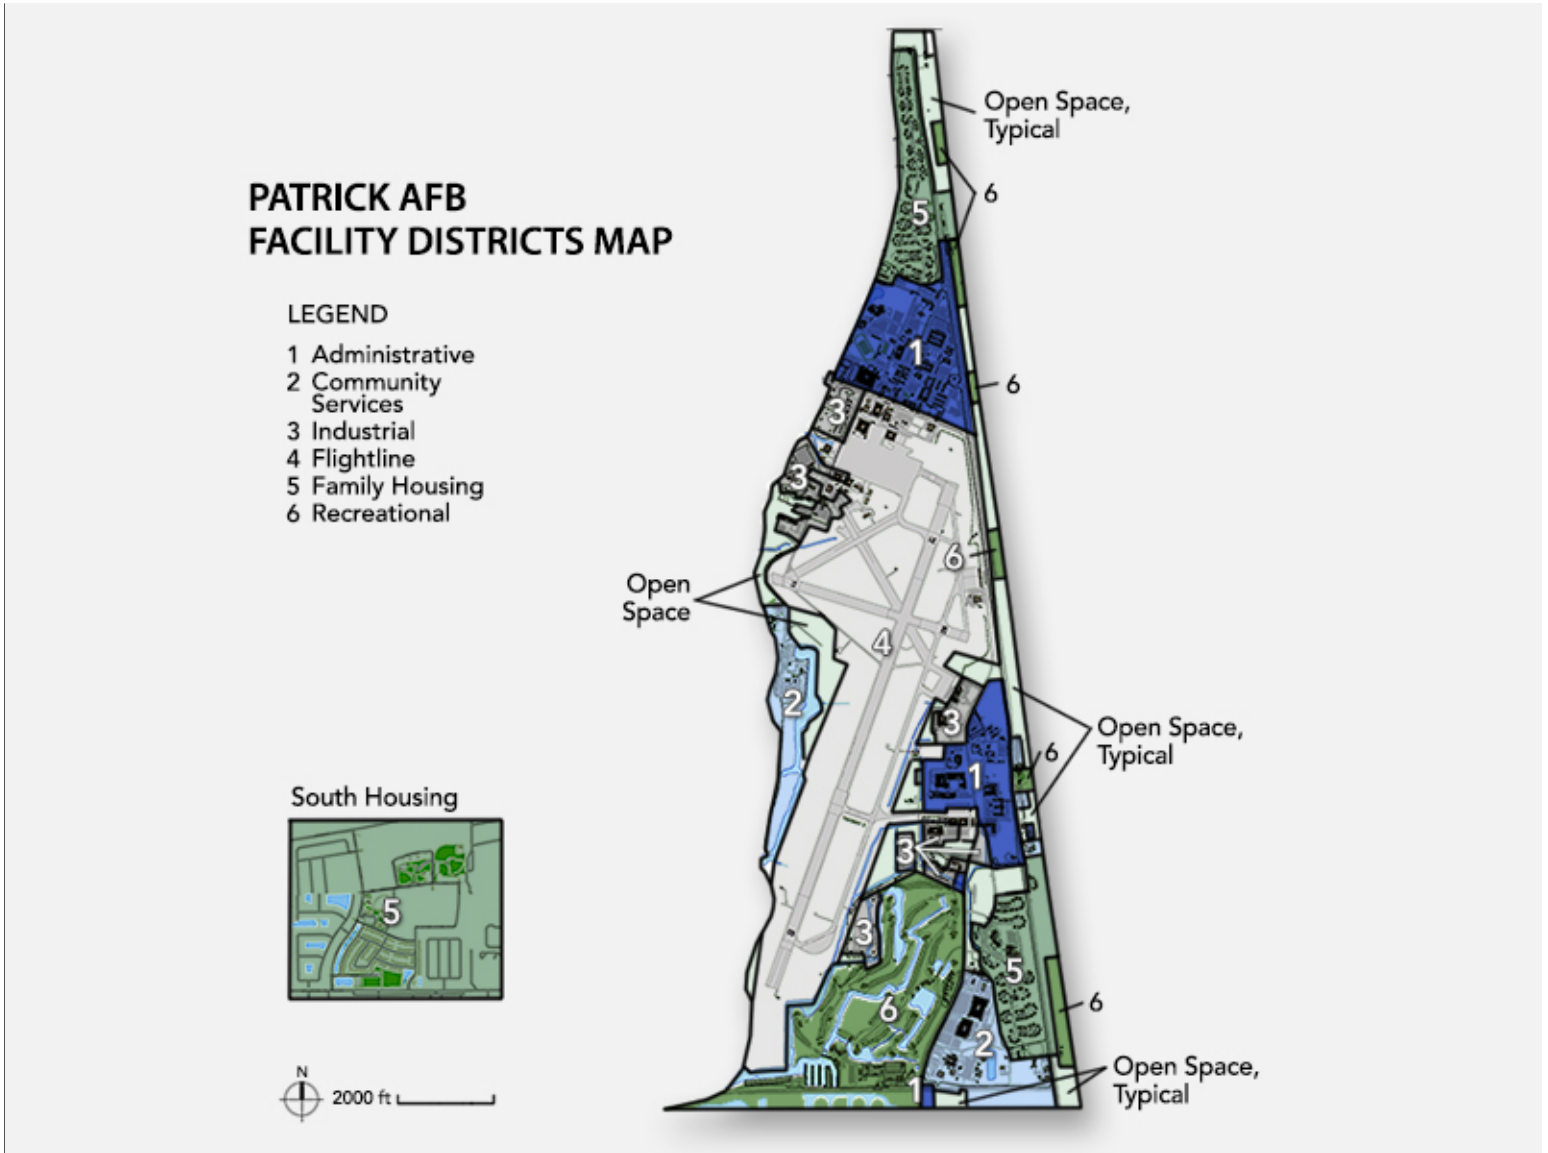 PATRICK AFB
FACILITY DISTRICTS MAP
LEGEND
1 Administrative
2 Community
Services
3 Industrial
4 Flightline
5 Family Housing
6 Recreational
Open Space,
Typical
6
5
1
6
3
3
6
Open
Space
4
2
3
Open Space,
Typical
6
1
3
South Housing
5
3
5
6
6
2
Open Space,
Typical
1
N
2000 ft